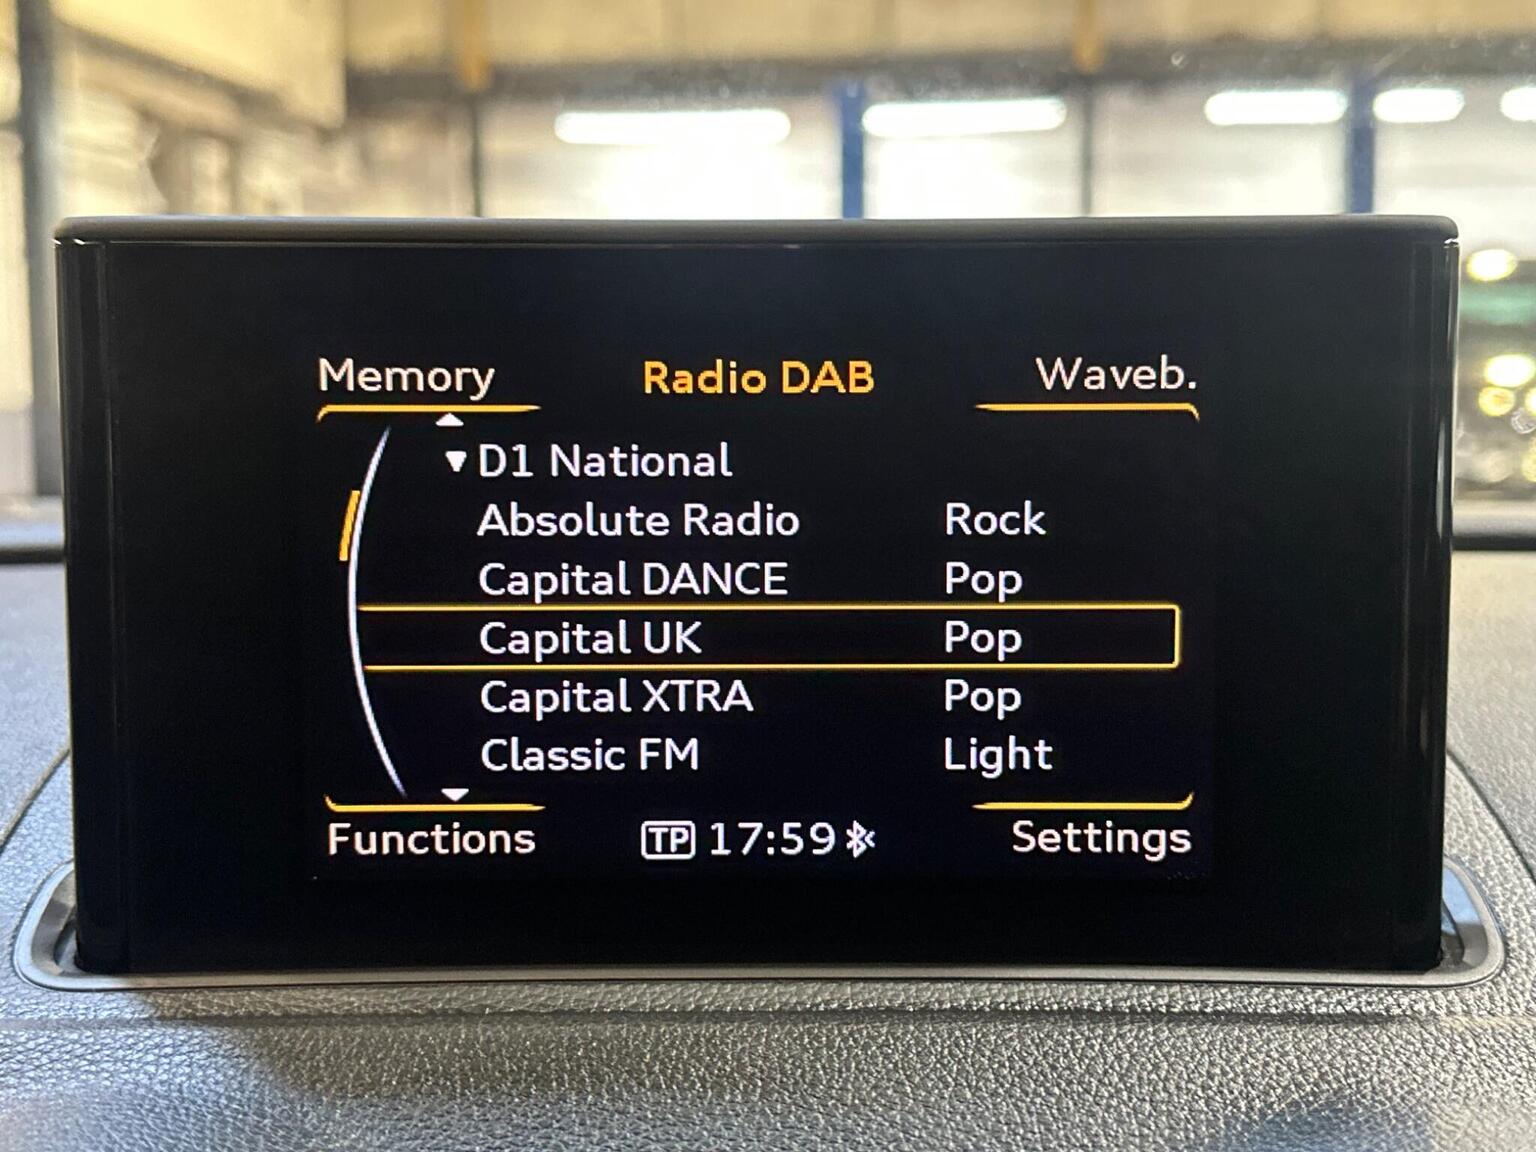 Memory Radio DAB Waveb.
D1 National
Absolute Radio Rock
Capital DANCE Pop
Capital UK Pop
Capital XTRA Pop
Classic FM Light
Functions TP 17:59 Settings